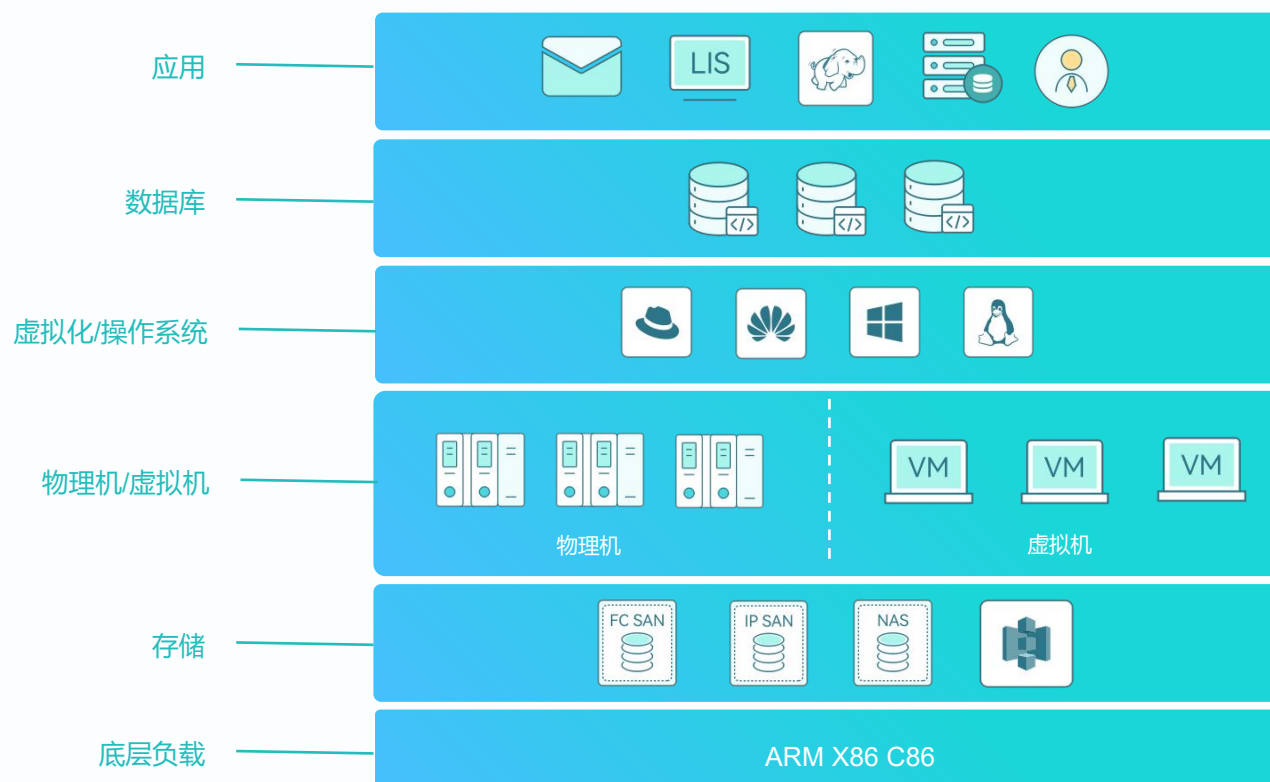 应用
LIS
数据库
</>
</>
</>
虚拟化/操作系统
物理机/虚拟机
VM
VM
VM
物理机
虚拟机
存储
FC SAN
IP SAN
NAS
底层负载
ARM X86 C86